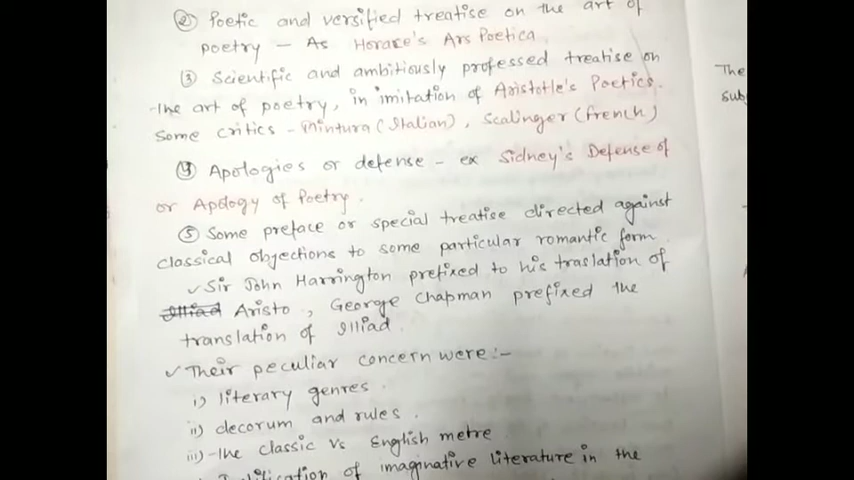 ② Poetic and versified treatise on the art of
poetry - As Horace's Ars Poetica
③ Scientific and ambitiously professed treatise on
the art of poetry, in imitation of Aristotle's Poetics.
Some critics - Minturno (Italian), Scalinger (french)
④ Apologies or defense - ex Sidney's Defense of
or Apology of Poetry.
⑤ Some preface or special treatise directed against
classical objections to some particular romantic form
✓ Sir John Harrington prefixed to his traslation of
Illiad Aristo, George Chapman prefixed the
translation of Illiad.
✓ Their peculiar concern were:-
i) literary genres.
ii) decorum and rules.
iii) the classic vs English metre
of imaginative literature in the
The
sub